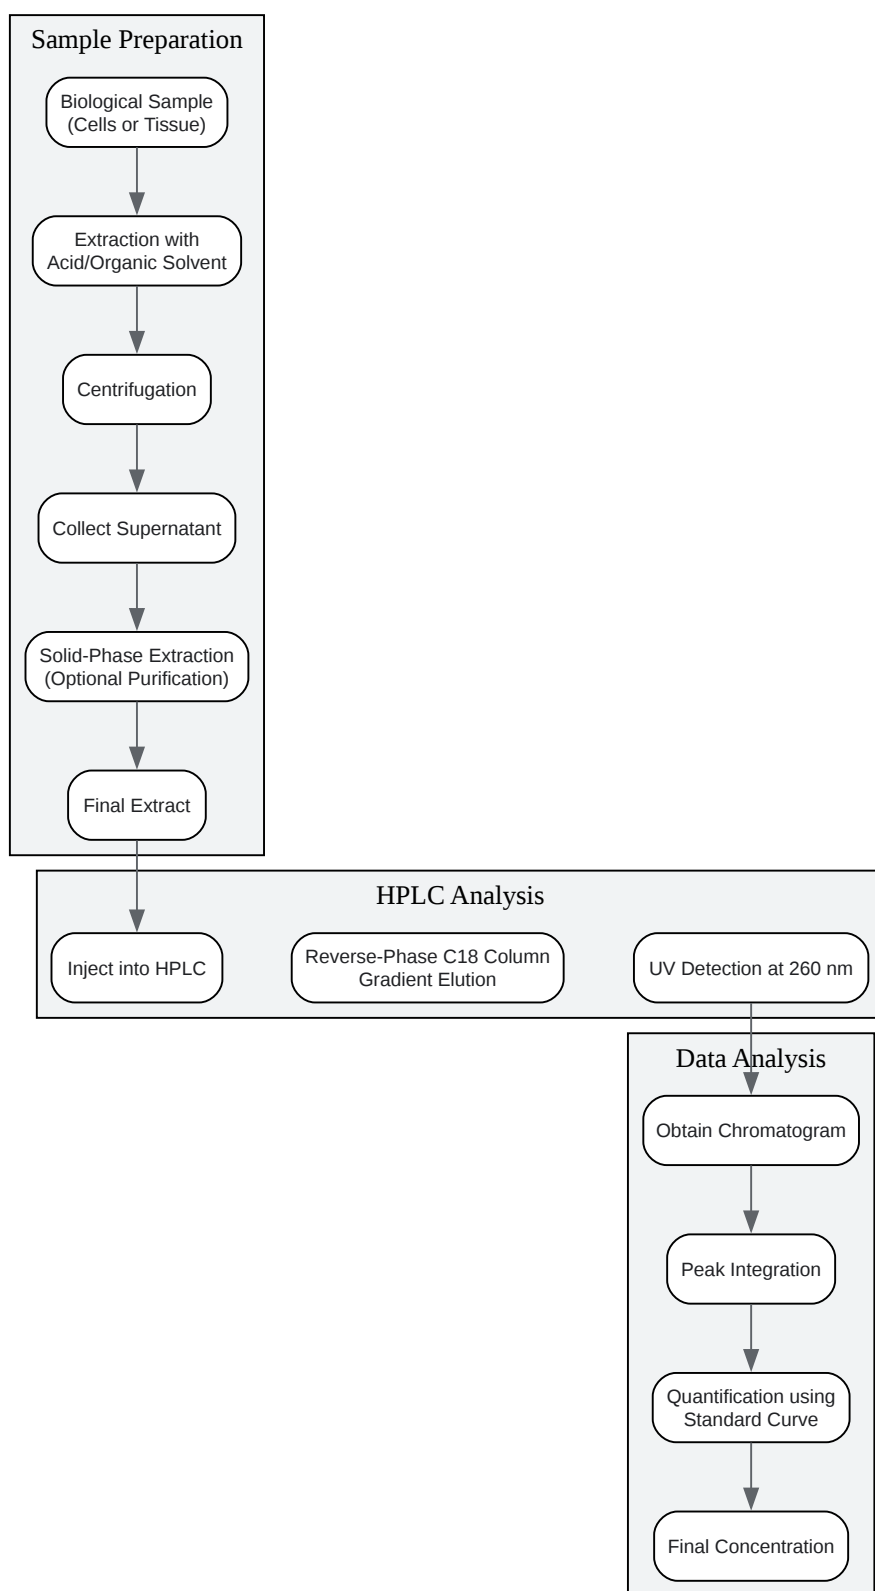 Sample Preparation
Biological Sample
(Cells or Tissue)
Extraction with
Acid/Organic Solvent
Centrifugation
Collect Supernatant
Solid-Phase Extraction
(Optional Purification)
Final Extract
HPLC Analysis
Inject into HPLC
Reverse-Phase C18 Column
Gradient Elution
UV Detection at 260 nm
Data Analysis
Obtain Chromatogram
Peak Integration
Quantification using
Standard Curve
Final Concentration